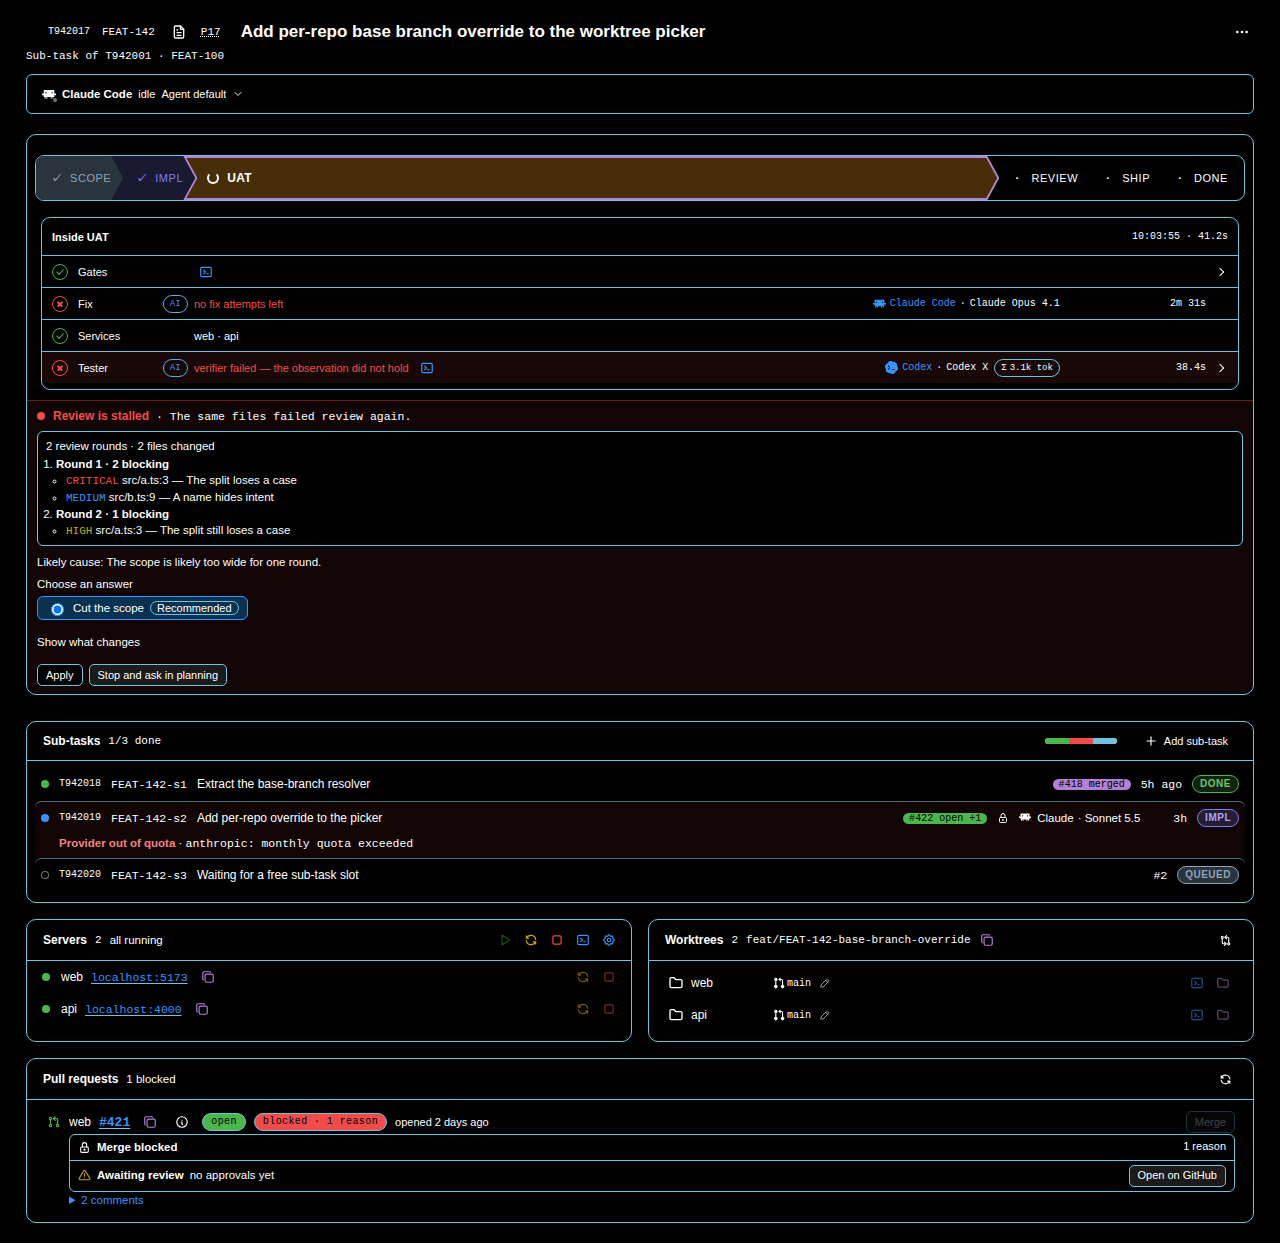 T942017 FEAT-142 P17 Add per-repo base branch override to the worktree picker
Sub-task of T942001 · FEAT-100
Claude Code idle Agent default
SCOPE IMPL UAT · REVIEW · SHIP · DONE
Inside UAT 10:03:55 · 41.2s
Gates
Fix AI no fix attempts left Claude Code · Claude Opus 4.1 2m 31s
Services web · api
Tester AI verifier failed — the observation did not hold Codex · Codex X Σ 3.1k tok 38.4s
Review is stalled · The same files failed review again.
2 review rounds · 2 files changed
1. Round 1 · 2 blocking
CRITICAL src/a.ts:3 — The split loses a case
MEDIUM src/b.ts:9 — A name hides intent
2. Round 2 · 1 blocking
HIGH src/a.ts:3 — The split still loses a case
Likely cause: The scope is likely too wide for one round.
Choose an answer
Cut the scope Recommended
Show what changes
Apply Stop and ask in planning
Sub-tasks 1/3 done Add sub-task
T942018 FEAT-142-s1 Extract the base-branch resolver #418 merged 5h ago DONE
T942019 FEAT-142-s2 Add per-repo override to the picker #422 open +1 Claude · Sonnet 5.5 3h IMPL
Provider out of quota · anthropic: monthly quota exceeded
T942020 FEAT-142-s3 Waiting for a free sub-task slot #2 QUEUED
Servers 2 all running
web localhost:5173
api localhost:4000
Worktrees 2 feat/FEAT-142-base-branch-override
web main
api main
Pull requests 1 blocked
web #421 open blocked · 1 reason opened 2 days ago Merge
Merge blocked 1 reason
Awaiting review no approvals yet Open on GitHub
2 comments